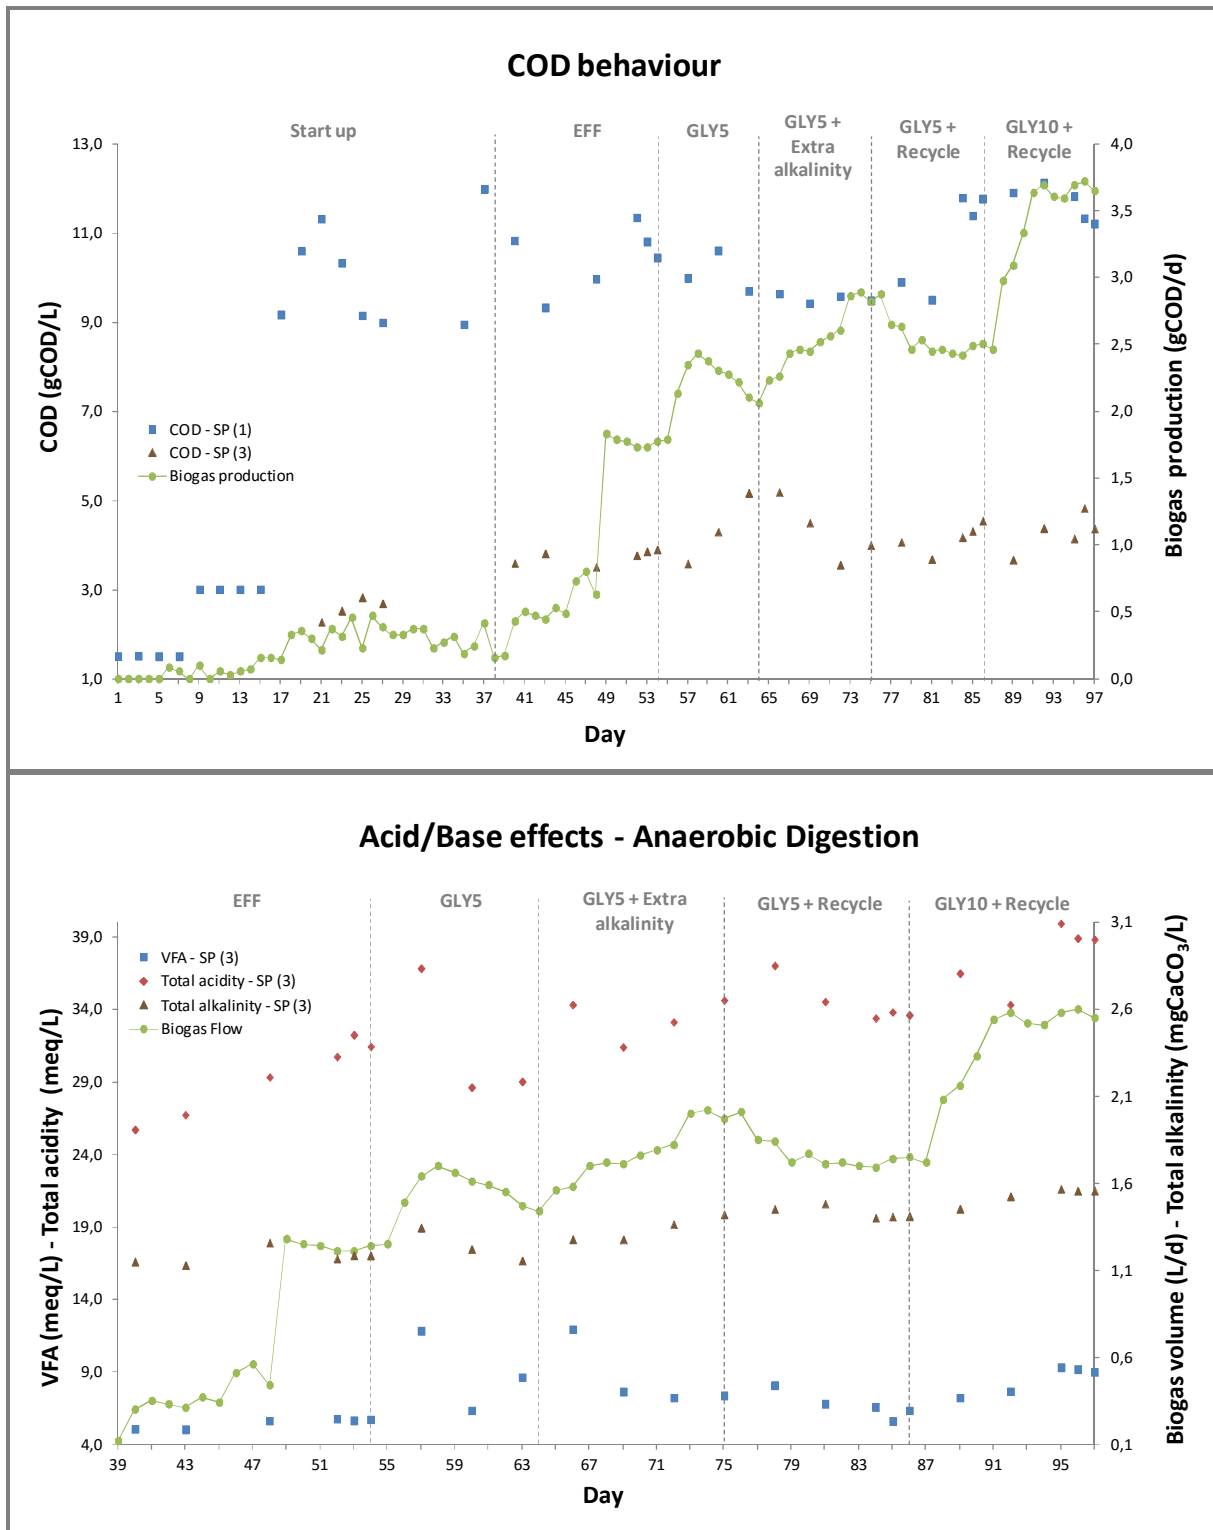 COD behaviour
Start up
EFF
GLY5
GLY5 +
Extra
alkalinity
GLY5 +
Recycle
GLY10 +
Recycle
13,0
11,0
9,0
7,0
5,0
3,0
1,0
COD (gCOD/L)
COD - SP (1)
COD - SP (3)
Biogas production
4,0
3,5
3,0
2,5
2,0
1,5
1,0
0,5
0,0
Biogas production (gCOD/d)
1 5 9 13 17 21 25 29 33 37 41 45 49 53 57 61 65 69 73 77 81 85 89 93 97
Day
Acid/Base effects - Anaerobic Digestion
EFF
GLY5
GLY5 + Extra
alkalinity
GLY5 + Recycle
GLY10 + Recycle
39,0
34,0
29,0
24,0
19,0
14,0
9,0
4,0
VFA (meq/L) - Total acidity (meq/L)
VFA - SP (3)
Total acidity - SP (3)
Total alkalinity - SP (3)
Biogas Flow
3,1
2,6
2,1
1,6
1,1
0,6
0,1
Biogas volume (L/d) - Total alkalinity (mgCaCO₃/L)
39 43 47 51 55 59 63 67 71 75 79 83 87 91 95
Day